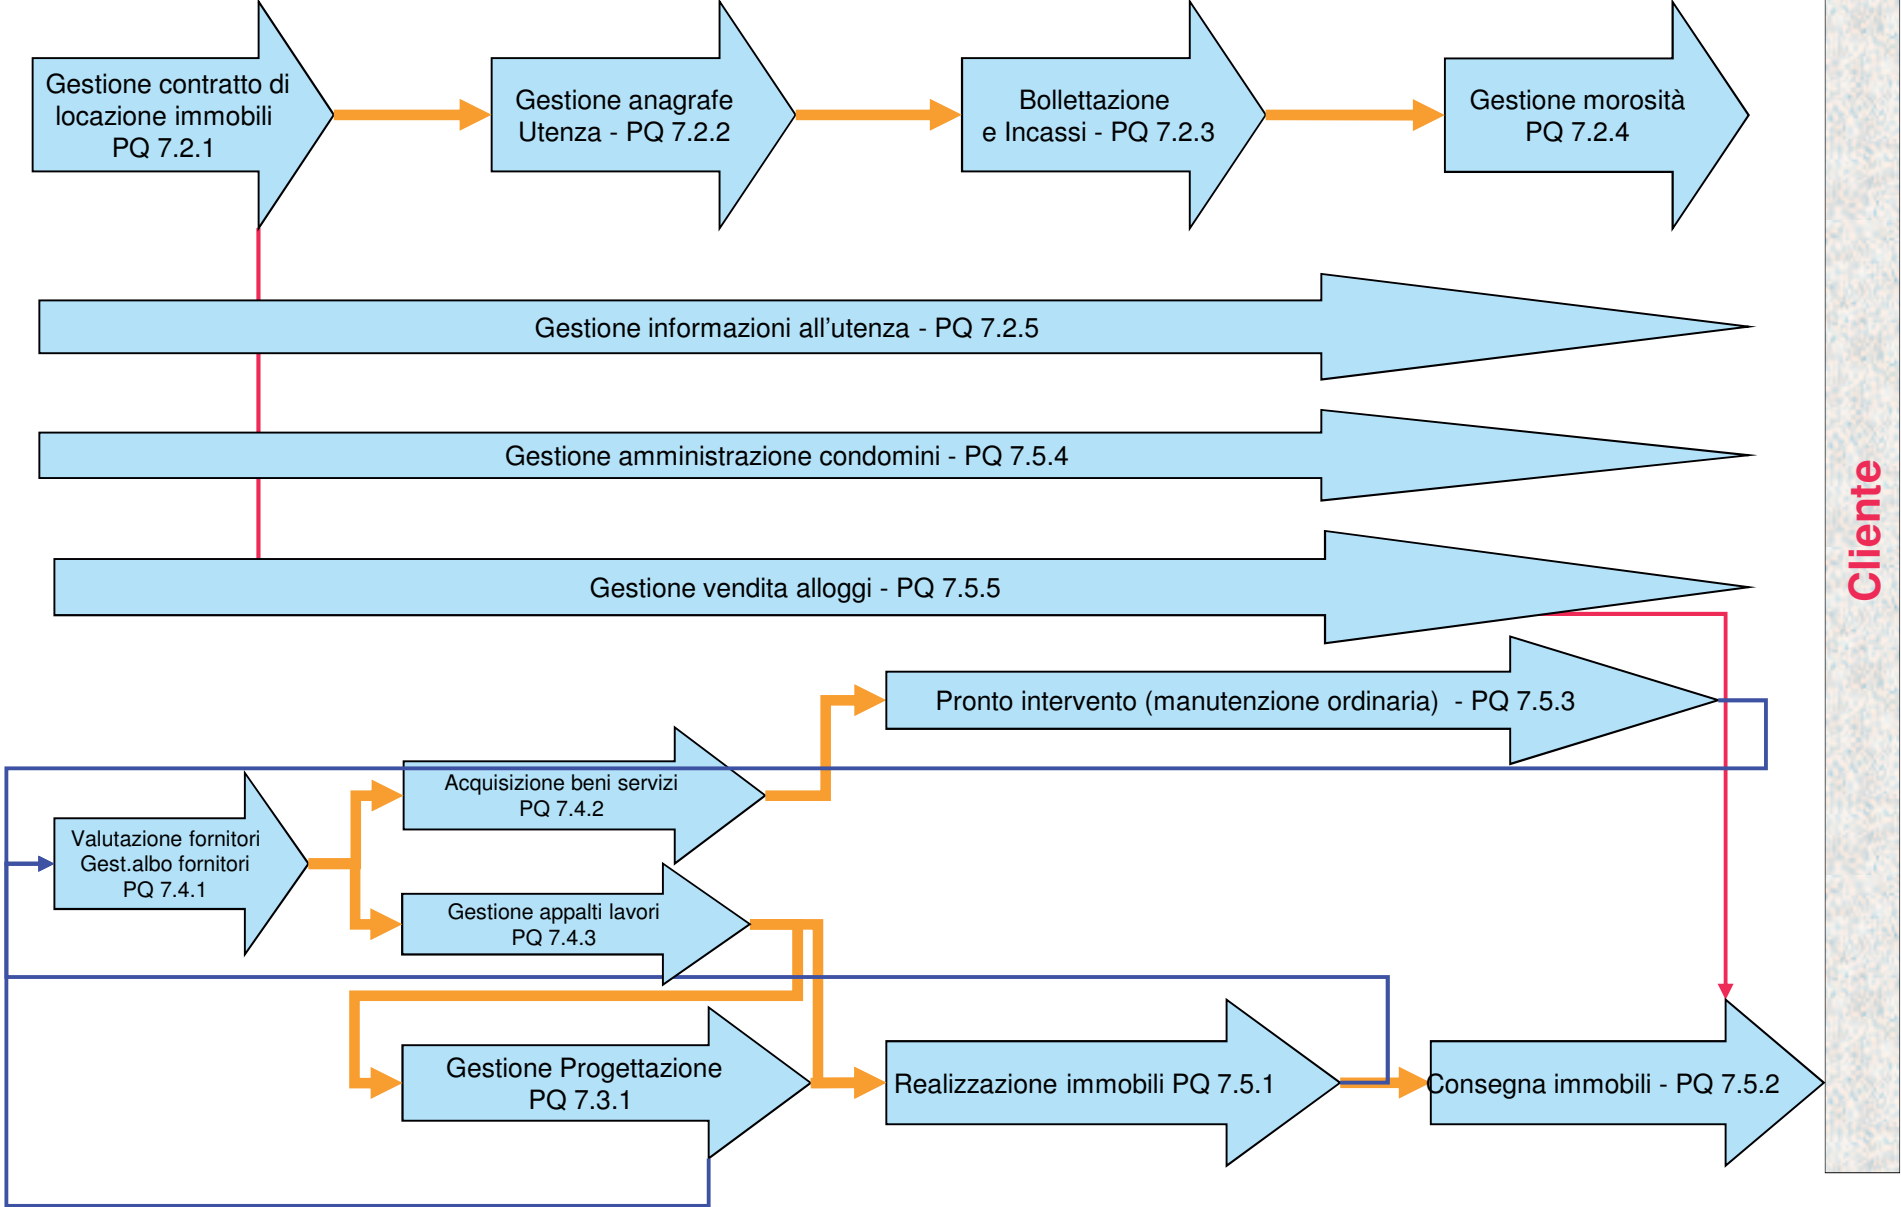 Gestione contratto di
locazione immobili
PQ 7.2.1
Gestione anagrafe
Utenza - PQ 7.2.2
Bollettazione
e Incassi - PQ 7.2.3
Gestione morosità
PQ 7.2.4
Gestione informazioni all'utenza - PQ 7.2.5
Gestione amministrazione condomini - PQ 7.5.4
Gestione vendita alloggi - PQ 7.5.5
Cliente
Pronto intervento (manutenzione ordinaria)  - PQ 7.5.3
Acquisizione beni servizi
PQ 7.4.2
Valutazione fornitori
Gest.albo fornitori
PQ 7.4.1
Gestione appalti lavori
PQ 7.4.3
Gestione Progettazione
PQ 7.3.1
Realizzazione immobili PQ 7.5.1
Consegna immobili - PQ 7.5.2